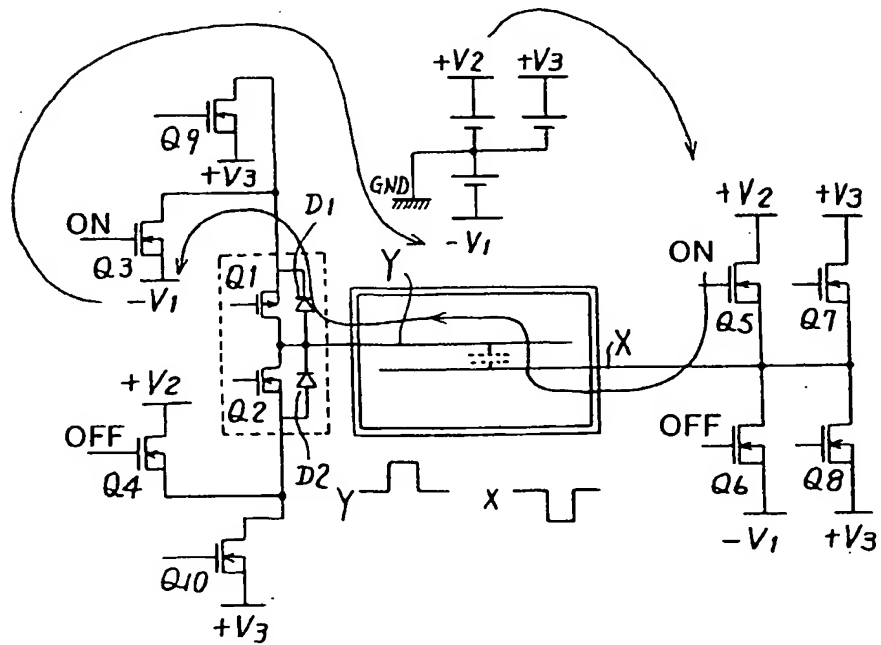 +V2
+V3
Q9
+V3
GND
D1
-V1
+V2
+V3
ON
Q3
-V1
Q1
Y
ON
Q5
Q7
X
+V2
Q2
OFF
Q4
D2
OFF
Q6
Q8
Y
X
-V1
+V3
Q10
+V3